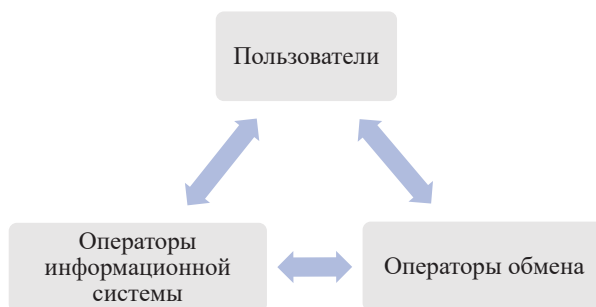 Пользователи
Операторы
информационной
системы
Операторы обмена